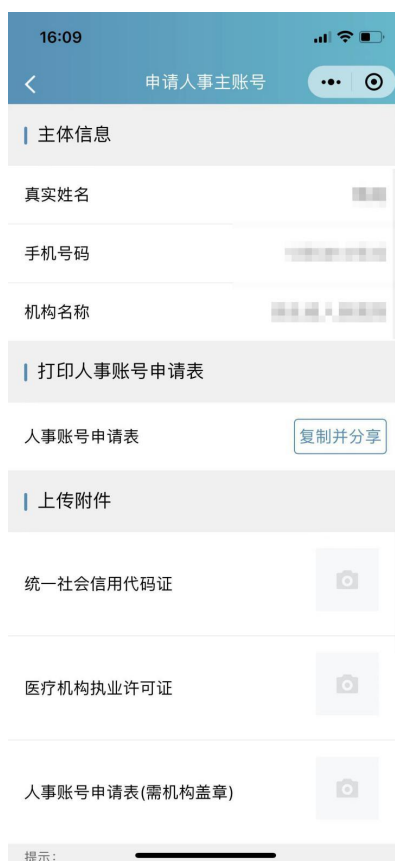 16:09
申请人事主账号
主体信息
真实姓名
手机号码
机构名称
打印人事账号申请表
人事账号申请表 复制并分享
上传附件
统一社会信用代码证
医疗机构执业许可证
人事账号申请表(需机构盖章)
提示: